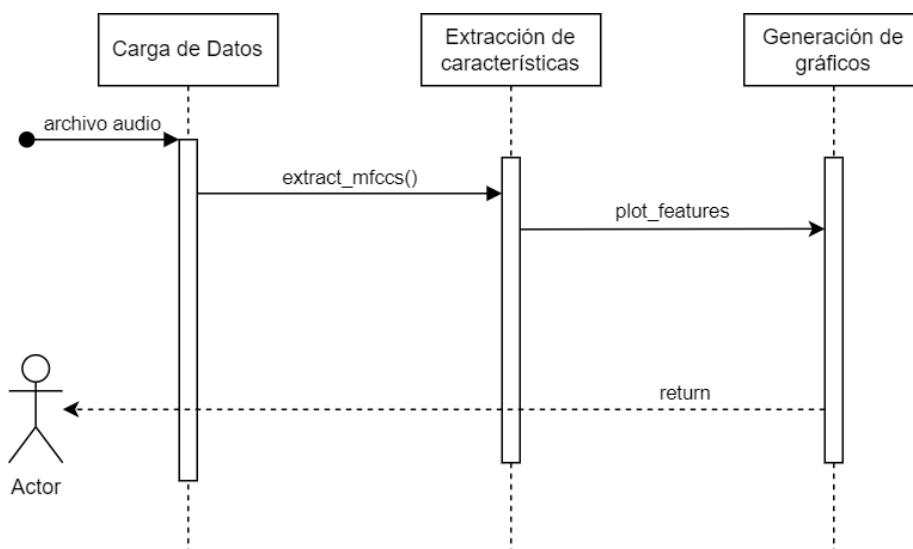 Carga de Datos
Extracción de
características
Generación de
gráficos
archivo audio
extract_mfccs()
plot_features
return
Actor